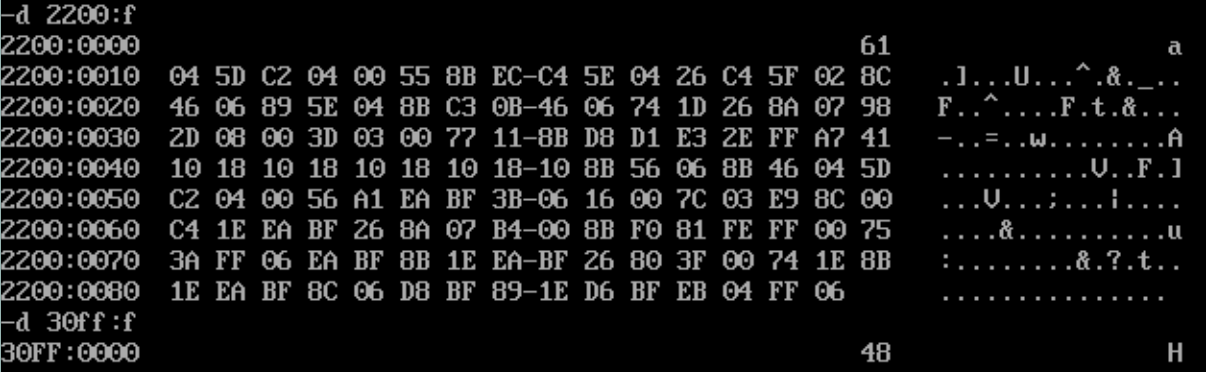 -d 2200:f
2200:0000                                               61                 a
2200:0010  04 5D C2 04 00 55 8B EC-C4 5E 04 26 C4 5F 02 8C   .]...U...^.&._..
2200:0020  46 06 89 5E 04 8B C3 0B-46 06 74 1D 26 8A 07 98   F..^....F.t.&...
2200:0030  2D 08 00 3D 03 00 77 11-8B D8 D1 E3 2E FF A7 41   -..=..w........A
2200:0040  10 18 10 18 10 18 10 18-10 8B 56 06 8B 46 04 5D   ..........V..F.]
2200:0050  C2 04 00 56 A1 EA BF 3B-06 16 00 7C 03 E9 8C 00   ...V...;...|....
2200:0060  C4 1E EA BF 26 8A 07 B4-00 8B F0 81 FE FF 00 75   ....&..........u
2200:0070  3A FF 06 EA BF 8B 1E EA-BF 26 80 3F 00 74 1E 8B   :........&.?.t..
2200:0080  1E EA BF 8C 06 D8 BF 89-1E D6 BF EB 04 FF 06      ...............
-d 30ff:f
30FF:0000                                               48                 H